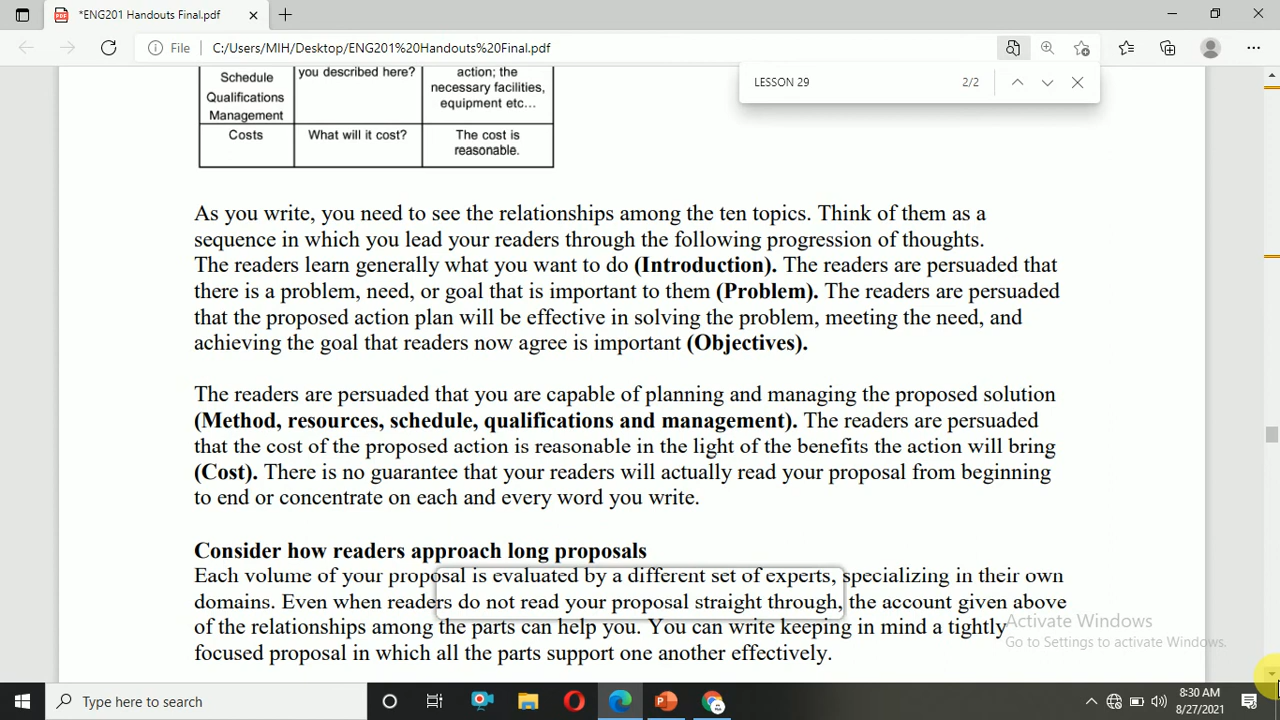 *ENG201 Handouts Final.pdf
File
C:/Users/MIH/Desktop/ENG201%20Handouts%20Final.pdf
LESSON 29
2/2
Schedule
Qualifications
Management
you described here?
action; the
necessary facilities,
equipment etc…
Costs
What will it cost?
The cost is
reasonable.
As you write, you need to see the relationships among the ten topics. Think of them as a
sequence in which you lead your readers through the following progression of thoughts.
The readers learn generally what you want to do (Introduction). The readers are persuaded that
there is a problem, need, or goal that is important to them (Problem). The readers are persuaded
that the proposed action plan will be effective in solving the problem, meeting the need, and
achieving the goal that readers now agree is important (Objectives).
The readers are persuaded that you are capable of planning and managing the proposed solution
(Method, resources, schedule, qualifications and management). The readers are persuaded
that the cost of the proposed action is reasonable in the light of the benefits the action will bring
(Cost). There is no guarantee that your readers will actually read your proposal from beginning
to end or concentrate on each and every word you write.
Consider how readers approach long proposals
Each volume of your proposal is evaluated by a different set of experts, specializing in their own
domains. Even when readers do not read your proposal straight through, the account given above
of the relationships among the parts can help you. You can write keeping in mind a tightly
focused proposal in which all the parts support one another effectively.
Activate Windows
Go to Settings to activate Windows.
Type here to search
8:30 AM
8/27/2021